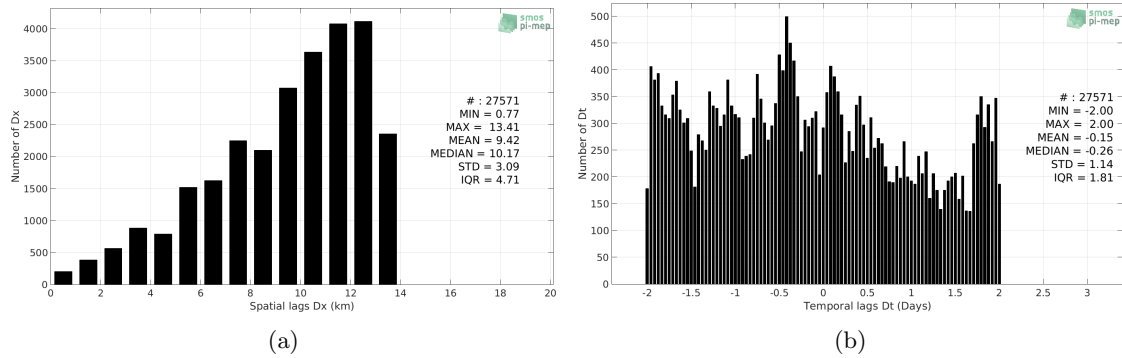 smos
pi-mep
4000
3500
3000
2500
2000
1500
1000
500
0
Number of Dx
# : 27571
MIN = 0.77
MAX = 13.41
MEAN = 9.42
MEDIAN = 10.17
STD = 3.09
IQR = 4.71
0 2 4 6 8 10 12 14 16 18 20
Spatial lags Dx (km)
(a)
smos
pi-mep
500
450
400
350
300
250
200
150
100
50
0
Number of Dt
# : 27571
MIN = -2.00
MAX = 2.00
MEAN = -0.15
MEDIAN = -0.26
STD = 1.14
IQR = 1.81
-2 -1.5 -1 -0.5 0 0.5 1 1.5 2 2.5 3
Temporal lags Dt (Days)
(b)